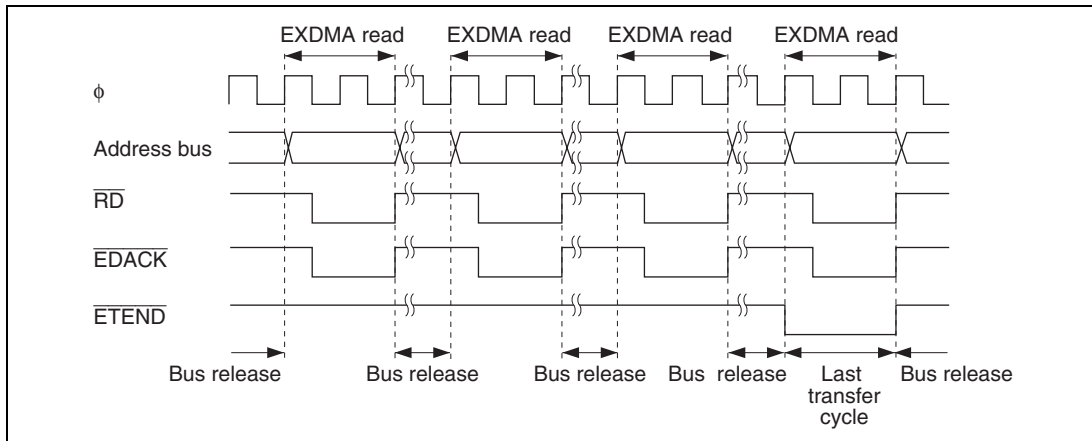 EXDMA read EXDMA read EXDMA read EXDMA read
ϕ
Address bus
RD
EDACK
ETEND
Bus release Bus release Bus release Bus release Last transfer cycle Bus release